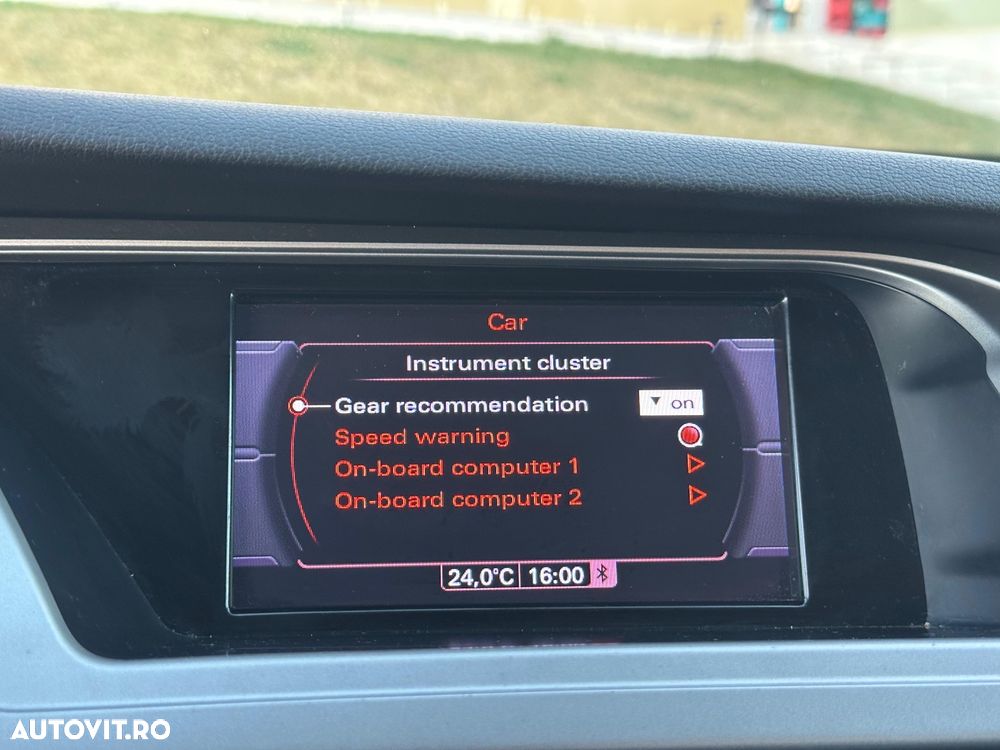 Car
Instrument cluster
Gear recommendation on
Speed warning
On-board computer 1
On-board computer 2
24,0°C 16:00
AUTOVIT.RO